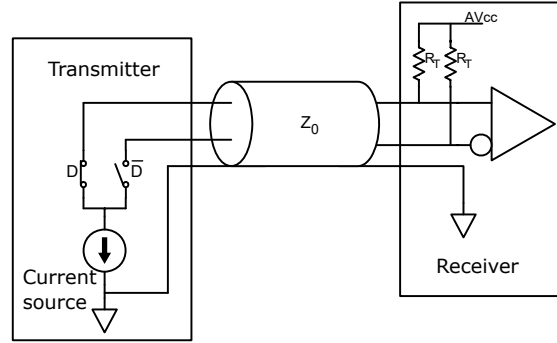 Transmitter
D
D̅
Current
source
Z0
AVcc
RT
RT
Receiver